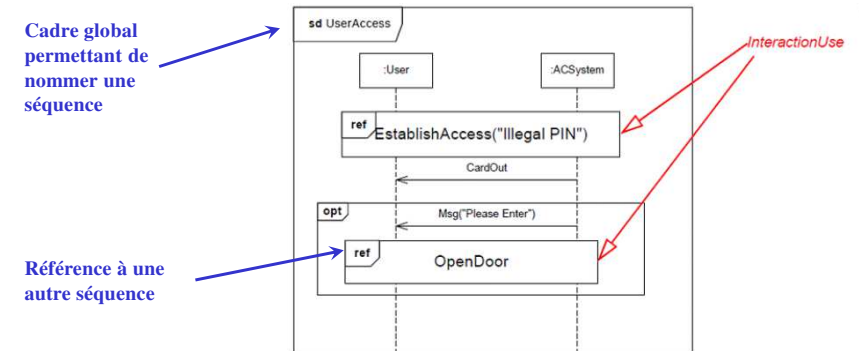 Cadre global
permettant de
nommer une
séquence
sd UserAccess
InteractionUse
:User
:ACSystem
ref
EstablishAccess("Illegal PIN")
CardOut
opt
Msg("Please Enter")
ref
OpenDoor
Référence à une
autre séquence